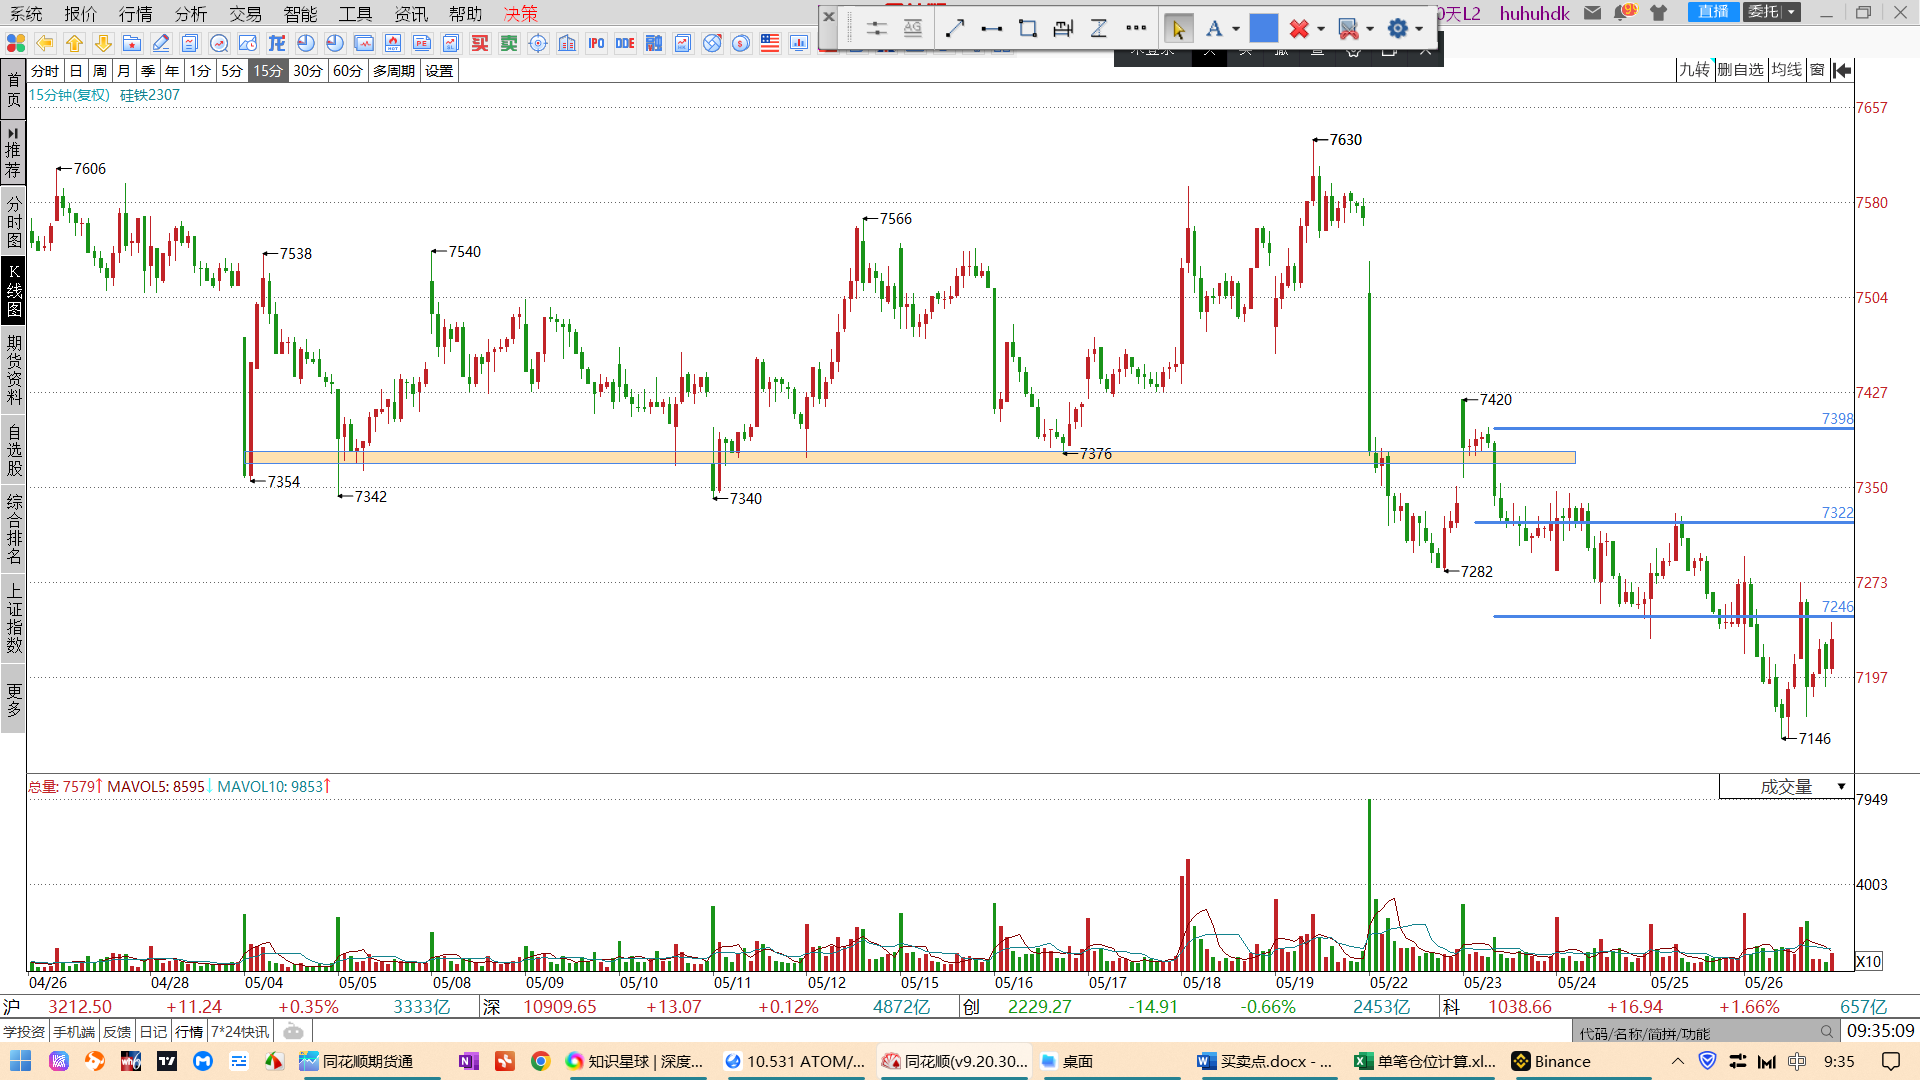 系统 报价 行情 分析 交易 智能 工具 资讯 帮助 决策
0天L2 huhuhdk 直播 委托
IPO DDE
分时 日 周 月 季 年 1分 5分 15分 30分 60分 多周期 设置
九转 删自选 均线 窗
15分钟(复权) 硅铁2307
首页
推荐
分时图
K线图
期货资料
自选股
综合排名
上证指数
更多
7606
7538
7540
7566
7630
7354
7342
7340
7376
7282
7420
7146
7398
7322
7246
7657
7580
7504
7427
7350
7273
7197
总量: 7579↑ MAVOL5: 8595↓ MAVOL10: 9853↑
成交量
7949
4003
X10
04/26 04/28 05/04 05/05 05/08 05/09 05/10 05/11 05/12 05/15 05/16 05/17 05/18 05/19 05/22 05/23 05/24 05/25 05/26
沪 3212.50 +11.24 +0.35% 3333亿 深 10909.65 +13.07 +0.12% 4872亿 创 2229.27 -14.91 -0.66% 2453亿 科 1038.66 +16.94 +1.66% 657亿
学投资 手机端 反馈 日记 行情 7*24快讯 代码/名称/简拼/功能 09:35:09
同花顺期货通 知识星球 | 深度... 10.531 ATOM/... 同花顺(v9.20.30... 桌面 买卖点.docx - ... 单笔仓位计算.xl... Binance 中 9:35